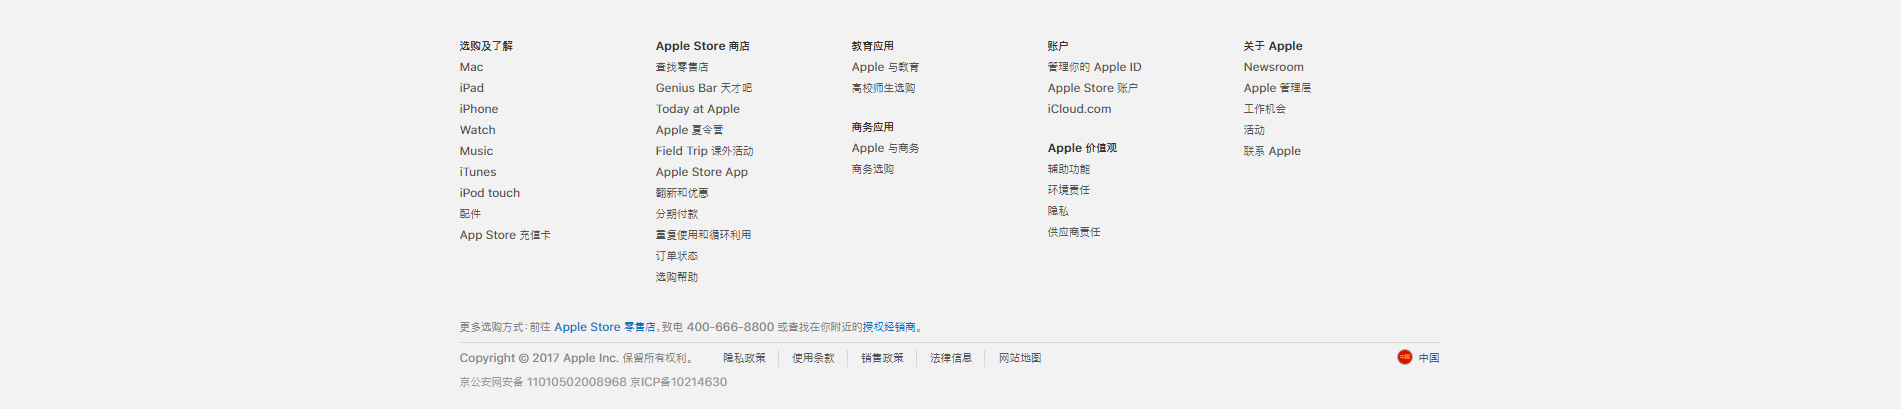 选购及了解
Mac
iPad
iPhone
Watch
Music
iTunes
iPod touch
配件
App Store 充值卡
Apple Store 商店
查找零售店
Genius Bar 天才吧
Today at Apple
Apple 夏令营
Field Trip 课外活动
Apple Store App
翻新和优惠
分期付款
重复使用和循环利用
订单状态
选购帮助
教育应用
Apple 与教育
高校师生选购
商务应用
Apple 与商务
商务选购
账户
管理你的 Apple ID
Apple Store 账户
iCloud.com
Apple 价值观
辅助功能
环境责任
隐私
供应商责任
关于 Apple
Newsroom
Apple 管理层
工作机会
活动
联系 Apple
更多选购方式：前往 Apple Store 零售店，致电 400-666-8800 或查找在你附近的授权经销商。
Copyright © 2017 Apple Inc. 保留所有权利。 隐私政策 使用条款 销售政策 法律信息 网站地图 中国 中国
京公安网安备 11010502008968 京ICP备10214630